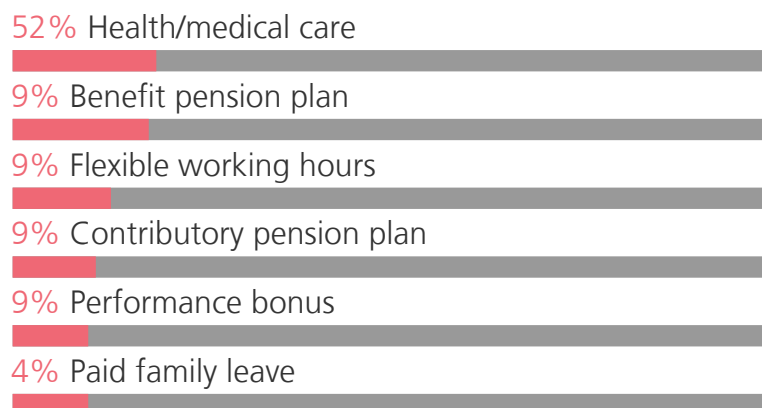 52% Health/medical care
9% Benefit pension plan
9% Flexible working hours
9% Contributory pension plan
9% Performance bonus
4% Paid family leave